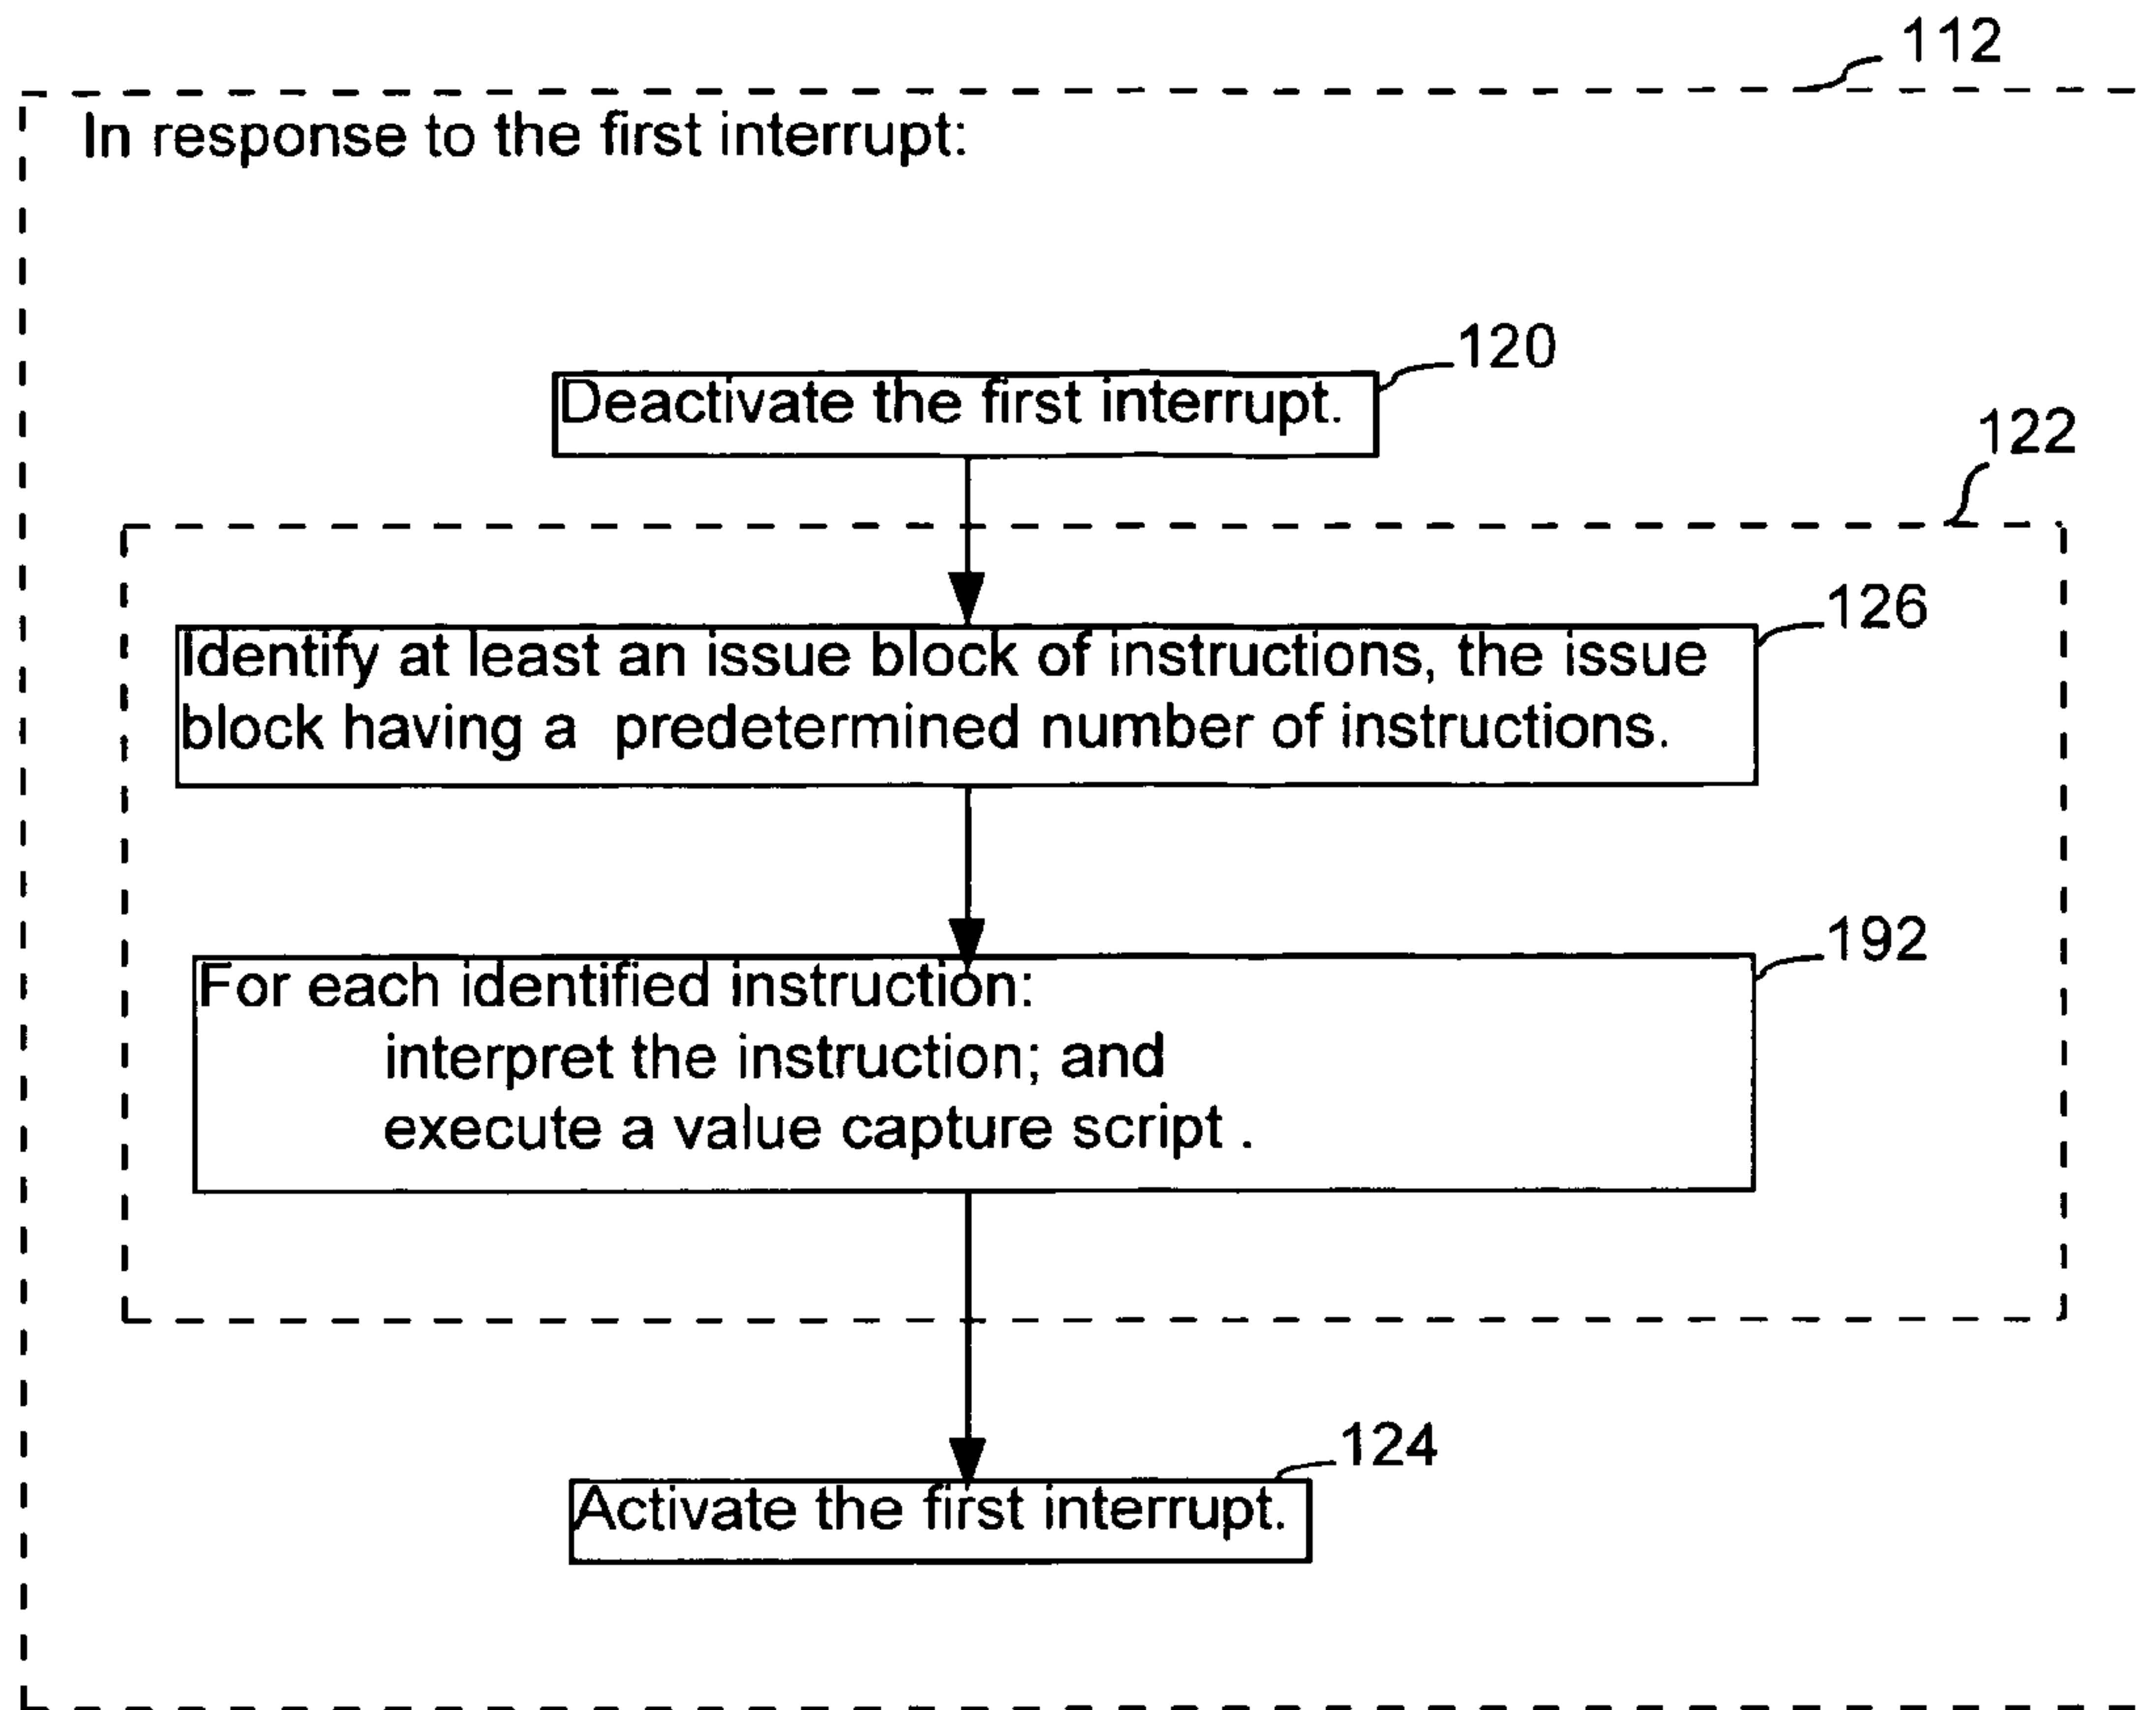 112
In response to the first interrupt:
120
Deactivate the first interrupt.
122
126
Identify at least an issue block of instructions, the issue
block having a predetermined number of instructions.
192
For each identified instruction:
interpret the instruction; and
execute a value capture script .
124
Activate the first interrupt.